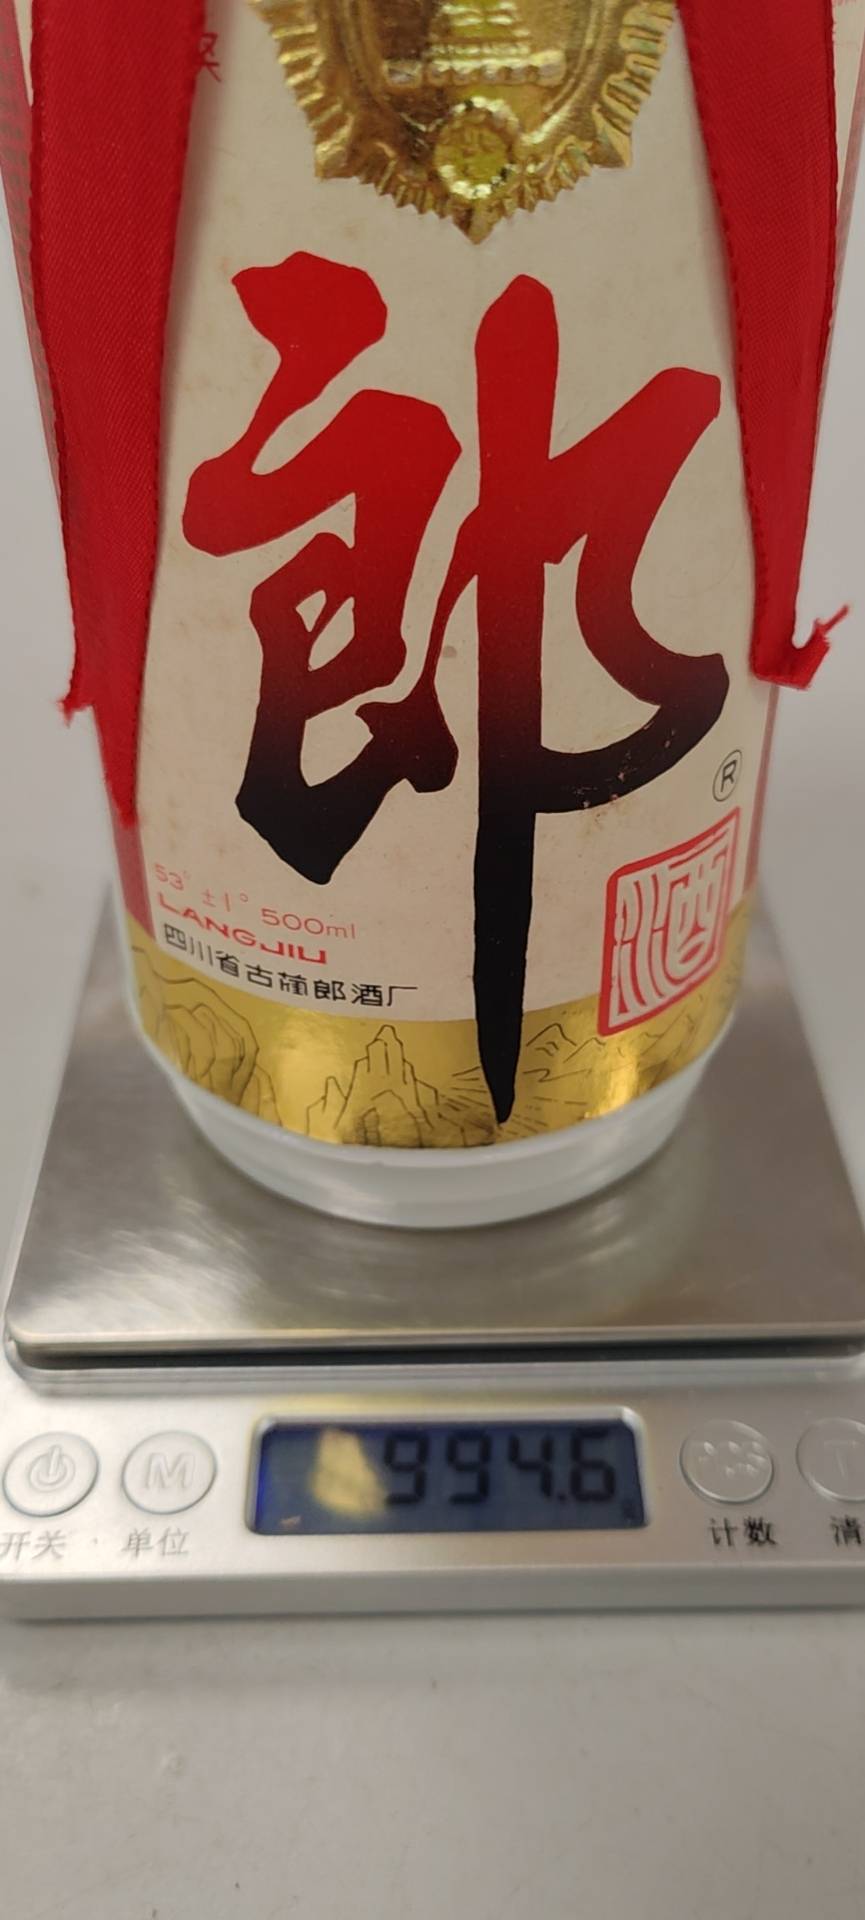 郎
®
53°±1° 500ml
LANGJIU
四川省古蔺郎酒厂
酒
994.6
M
T
开关 · 单位
计数
清